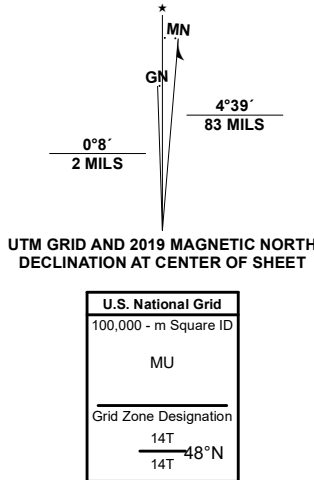 ★
MN
GN
4°39´
83 MILS
0°8´
2 MILS
UTM GRID AND 2019 MAGNETIC NORTH
DECLINATION AT CENTER OF SHEET
U.S. National Grid
100,000 - m Square ID
MU
Grid Zone Designation
14T
48°N
14T